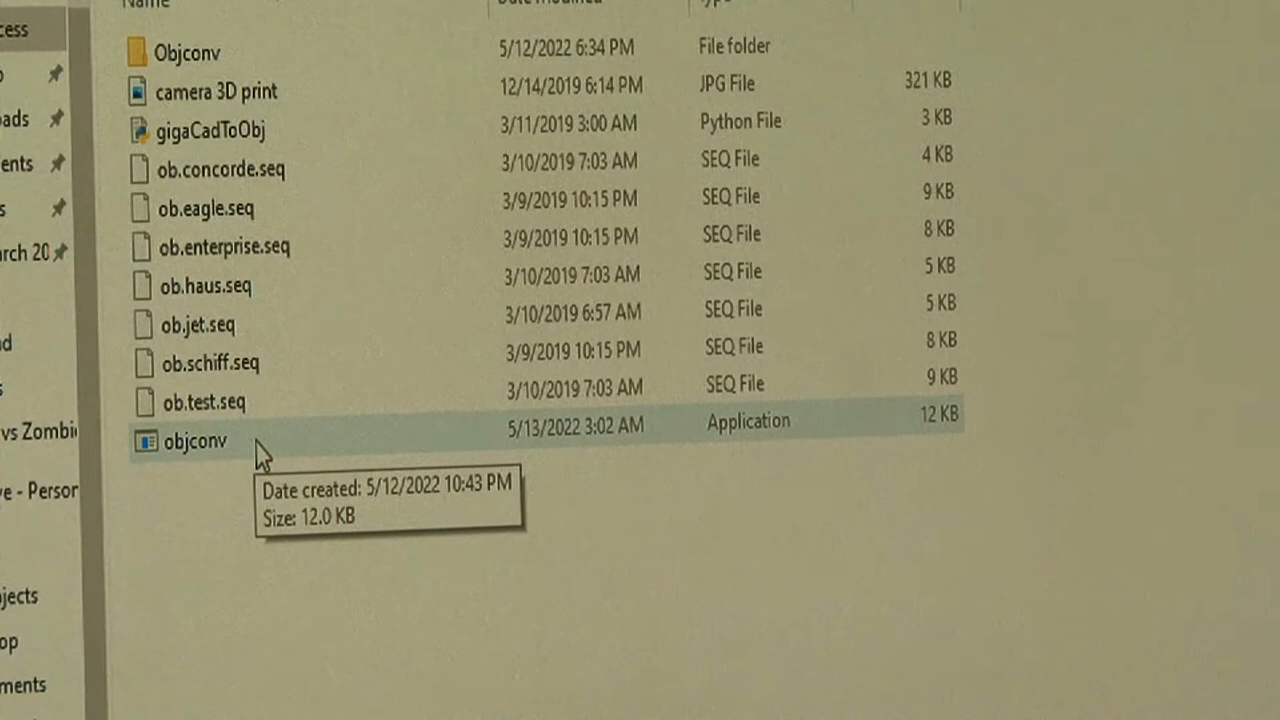 Name Date modified Type
cess
Objconv 5/12/2022 6:34 PM File folder
camera 3D print 12/14/2019 6:14 PM JPG File 321 KB
gigaCadToObj 3/11/2019 3:00 AM Python File 3 KB
ads
ob.concorde.seq 3/10/2019 7:03 AM SEQ File 4 KB
ents
ob.eagle.seq 3/9/2019 10:15 PM SEQ File 9 KB
s
ob.enterprise.seq 3/9/2019 10:15 PM SEQ File 8 KB
arch 20
ob.haus.seq 3/10/2019 7:03 AM SEQ File 5 KB
ob.jet.seq 3/10/2019 6:57 AM SEQ File 5 KB
d
ob.schiff.seq 3/9/2019 10:15 PM SEQ File 8 KB
s
ob.test.seq 3/10/2019 7:03 AM SEQ File 9 KB
vs Zombi
objconv 5/13/2022 3:02 AM Application 12 KB
Date created: 5/12/2022 10:43 PM
Size: 12.0 KB
ve - Person
jects
op
ments